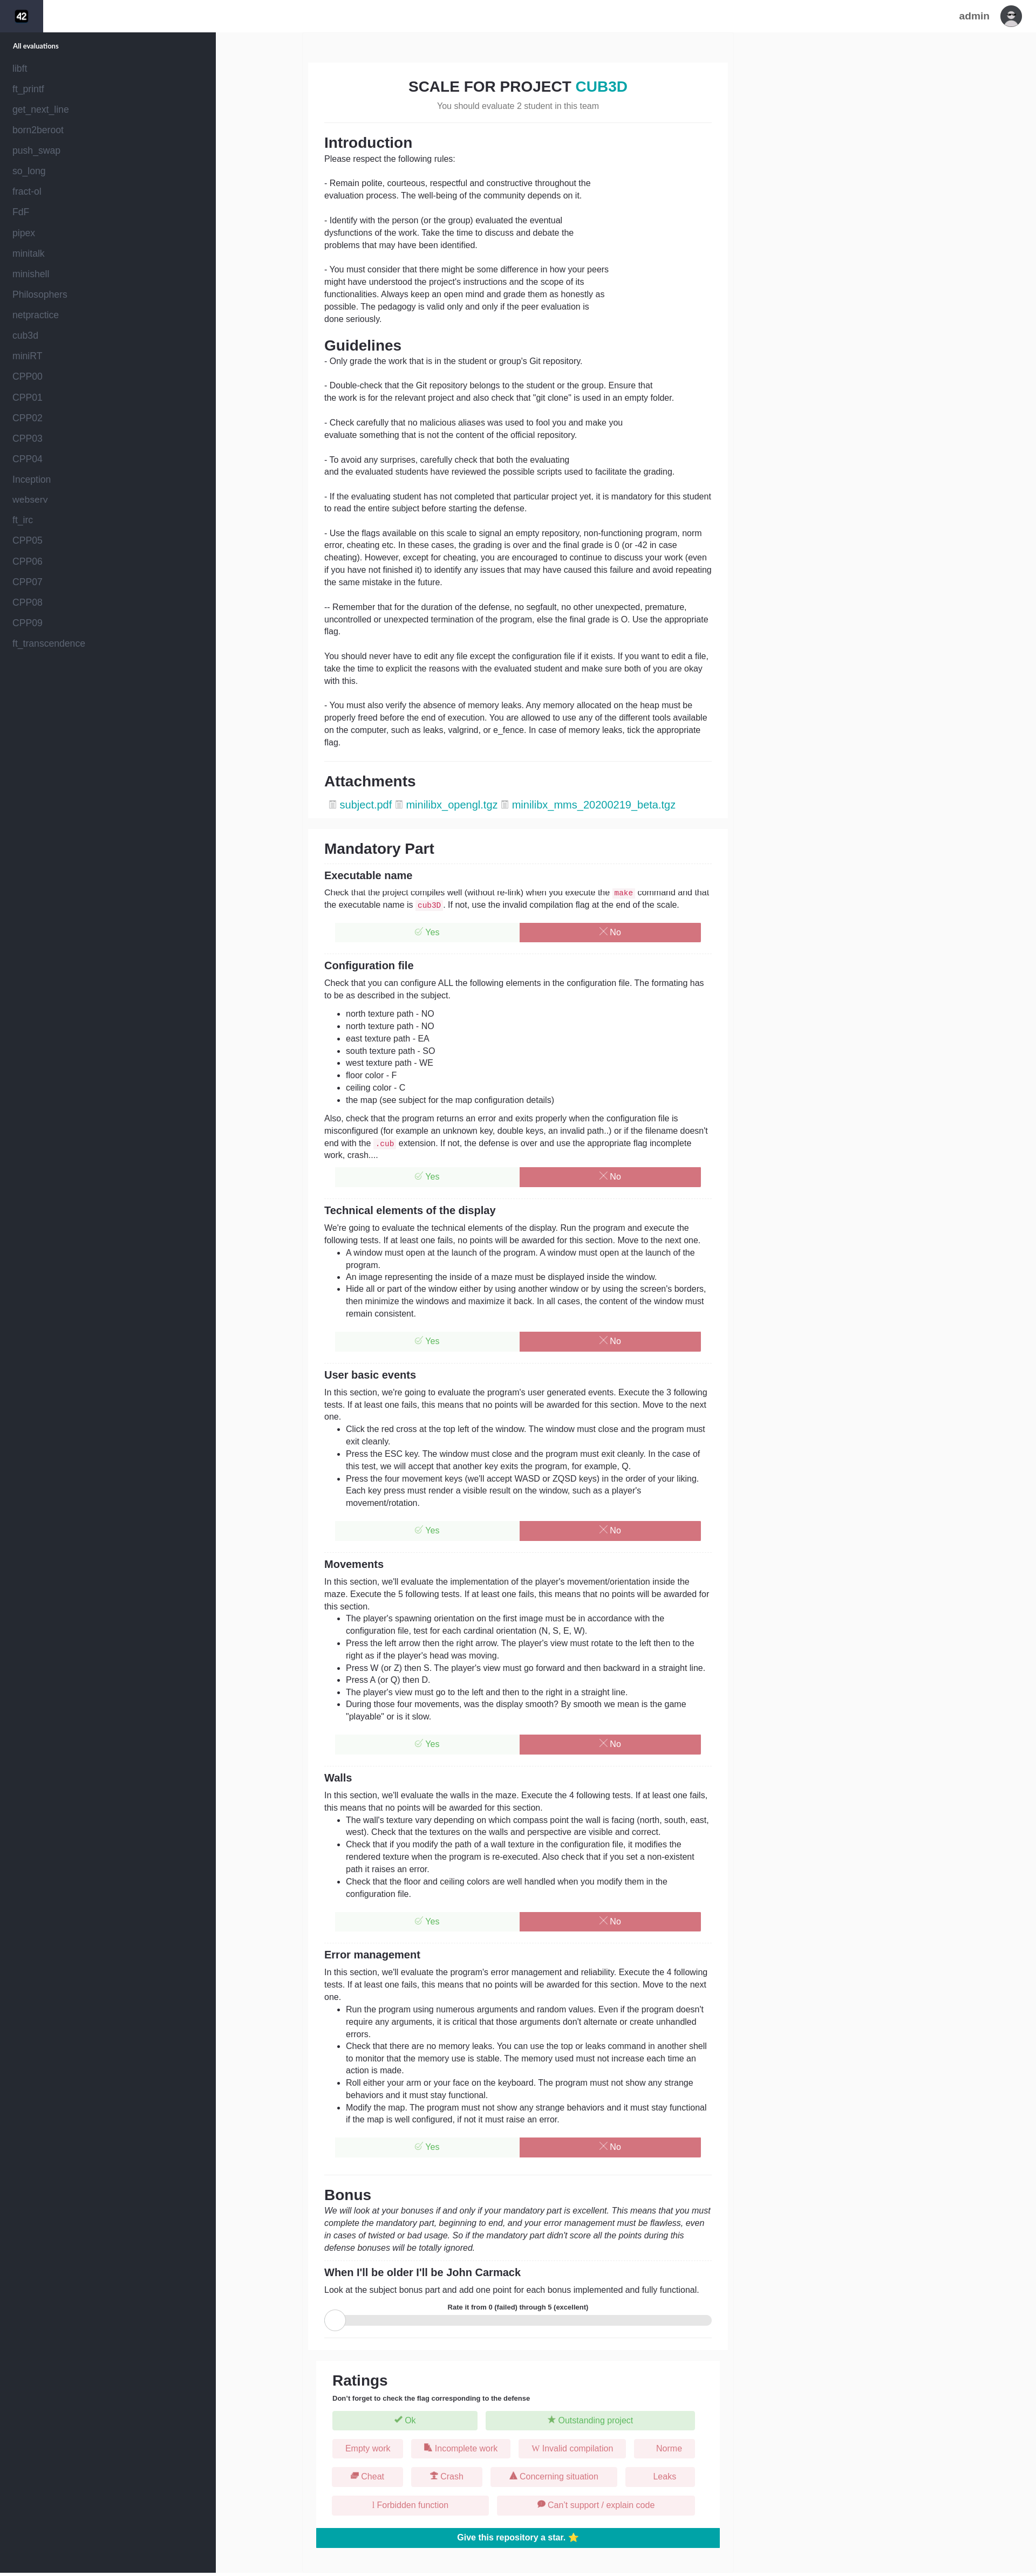 42
admin
All evaluations
libft
ft_printf
get_next_line
born2beroot
push_swap
so_long
fract-ol
FdF
pipex
minitalk
minishell
Philosophers
netpractice
cub3d
miniRT
CPP00
CPP01
CPP02
CPP03
CPP04
Inception
webserv
ft_irc
CPP05
CPP06
CPP07
CPP08
CPP09
ft_transcendence
SCALE FOR PROJECT CUB3D
You should evaluate 2 student in this team
Introduction
Please respect the following rules:
- Remain polite, courteous, respectful and constructive throughout the
evaluation process. The well-being of the community depends on it.
- Identify with the person (or the group) evaluated the eventual
dysfunctions of the work. Take the time to discuss and debate the
problems that may have been identified.
- You must consider that there might be some difference in how your peers
might have understood the project's instructions and the scope of its
functionalities. Always keep an open mind and grade them as honestly as
possible. The pedagogy is valid only and only if the peer evaluation is
done seriously.
Guidelines
- Only grade the work that is in the student or group's Git repository.
- Double-check that the Git repository belongs to the student or the group. Ensure that
the work is for the relevant project and also check that "git clone" is used in an empty folder.
- Check carefully that no malicious aliases was used to fool you and make you
evaluate something that is not the content of the official repository.
- To avoid any surprises, carefully check that both the evaluating
and the evaluated students have reviewed the possible scripts used to facilitate the grading.
- If the evaluating student has not completed that particular project yet, it is mandatory for this student
to read the entire subject before starting the defense.
- Use the flags available on this scale to signal an empty repository, non-functioning program, norm
error, cheating etc. In these cases, the grading is over and the final grade is 0 (or -42 in case
cheating). However, except for cheating, you are encouraged to continue to discuss your work (even
if you have not finished it) to identify any issues that may have caused this failure and avoid repeating
the same mistake in the future.
-- Remember that for the duration of the defense, no segfault, no other unexpected, premature,
uncontrolled or unexpected termination of the program, else the final grade is O. Use the appropriate
flag.
You should never have to edit any file except the configuration file if it exists. If you want to edit a file,
take the time to explicit the reasons with the evaluated student and make sure both of you are okay
with this.
- You must also verify the absence of memory leaks. Any memory allocated on the heap must be
properly freed before the end of execution. You are allowed to use any of the different tools available
on the computer, such as leaks, valgrind, or e_fence. In case of memory leaks, tick the appropriate
flag.
Attachments
subject.pdf minilibx_opengl.tgz minilibx_mms_20200219_beta.tgz
Mandatory Part
Executable name
Check that the project compiles well (without re-link) when you execute the make command and that
the executable name is cub3D. If not, use the invalid compilation flag at the end of the scale.
Yes No
Configuration file
Check that you can configure ALL the following elements in the configuration file. The formating has
to be as described in the subject.
• north texture path - NO
• north texture path - NO
• east texture path - EA
• south texture path - SO
• west texture path - WE
• floor color - F
• ceiling color - C
• the map (see subject for the map configuration details)
Also, check that the program returns an error and exits properly when the configuration file is
misconfigured (for example an unknown key, double keys, an invalid path..) or if the filename doesn't
end with the .cub extension. If not, the defense is over and use the appropriate flag incomplete
work, crash....
Yes No
Technical elements of the display
We're going to evaluate the technical elements of the display. Run the program and execute the
following tests. If at least one fails, no points will be awarded for this section. Move to the next one.
• A window must open at the launch of the program. A window must open at the launch of the
program.
• An image representing the inside of a maze must be displayed inside the window.
• Hide all or part of the window either by using another window or by using the screen's borders,
then minimize the windows and maximize it back. In all cases, the content of the window must
remain consistent.
Yes No
User basic events
In this section, we're going to evaluate the program's user generated events. Execute the 3 following
tests. If at least one fails, this means that no points will be awarded for this section. Move to the next
one.
• Click the red cross at the top left of the window. The window must close and the program must
exit cleanly.
• Press the ESC key. The window must close and the program must exit cleanly. In the case of
this test, we will accept that another key exits the program, for example, Q.
• Press the four movement keys (we'll accept WASD or ZQSD keys) in the order of your liking.
Each key press must render a visible result on the window, such as a player's
movement/rotation.
Yes No
Movements
In this section, we'll evaluate the implementation of the player's movement/orientation inside the
maze. Execute the 5 following tests. If at least one fails, this means that no points will be awarded for
this section.
• The player's spawning orientation on the first image must be in accordance with the
configuration file, test for each cardinal orientation (N, S, E, W).
• Press the left arrow then the right arrow. The player's view must rotate to the left then to the
right as if the player's head was moving.
• Press W (or Z) then S. The player's view must go forward and then backward in a straight line.
• Press A (or Q) then D.
• The player's view must go to the left and then to the right in a straight line.
• During those four movements, was the display smooth? By smooth we mean is the game
"playable" or is it slow.
Yes No
Walls
In this section, we'll evaluate the walls in the maze. Execute the 4 following tests. If at least one fails,
this means that no points will be awarded for this section.
• The wall's texture vary depending on which compass point the wall is facing (north, south, east,
west). Check that the textures on the walls and perspective are visible and correct.
• Check that if you modify the path of a wall texture in the configuration file, it modifies the
rendered texture when the program is re-executed. Also check that if you set a non-existent
path it raises an error.
• Check that the floor and ceiling colors are well handled when you modify them in the
configuration file.
Yes No
Error management
In this section, we'll evaluate the program's error management and reliability. Execute the 4 following
tests. If at least one fails, this means that no points will be awarded for this section. Move to the next
one.
• Run the program using numerous arguments and random values. Even if the program doesn't
require any arguments, it is critical that those arguments don't alternate or create unhandled
errors.
• Check that there are no memory leaks. You can use the top or leaks command in another shell
to monitor that the memory use is stable. The memory used must not increase each time an
action is made.
• Roll either your arm or your face on the keyboard. The program must not show any strange
behaviors and it must stay functional.
• Modify the map. The program must not show any strange behaviors and it must stay functional
if the map is well configured, if not it must raise an error.
Yes No
Bonus
We will look at your bonuses if and only if your mandatory part is excellent. This means that you must
complete the mandatory part, beginning to end, and your error management must be flawless, even
in cases of twisted or bad usage. So if the mandatory part didn't score all the points during this
defense bonuses will be totally ignored.
When I'll be older I'll be John Carmack
Look at the subject bonus part and add one point for each bonus implemented and fully functional.
Rate it from 0 (failed) through 5 (excellent)
Ratings
Don't forget to check the flag corresponding to the defense
Ok Outstanding project
Empty work Incomplete work W Invalid compilation Norme
Cheat Crash Concerning situation Leaks
Forbidden function Can't support / explain code
Give this repository a star. ⭐